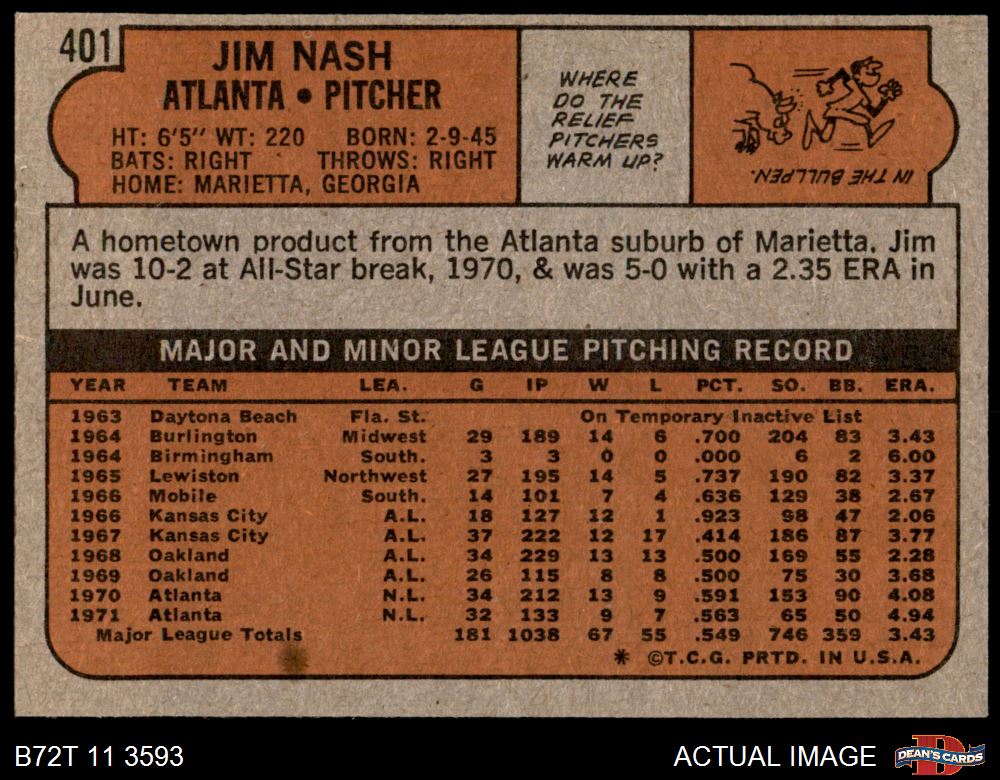 401
JIM NASH
ATLANTA • PITCHER
HT: 6'5" WT: 220 BORN: 2-9-45
BATS: RIGHT THROWS: RIGHT
HOME: MARIETTA, GEORGIA
WHERE
DO THE
RELIEF
PITCHERS
WARM UP?
IN THE BULLPEN.
A hometown product from the Atlanta suburb of Marietta. Jim
was 10-2 at All-Star break, 1970, & was 5-0 with a 2.35 ERA in
June.
MAJOR AND MINOR LEAGUE PITCHING RECORD
YEAR TEAM LEA. G IP W L PCT. SO. BB. ERA.
1963 Daytona Beach Fla. St. On Temporary Inactive List
1964 Burlington Midwest 29 189 14 6 .700 204 83 3.43
1964 Birmingham South. 3 3 0 0 .000 6 2 6.00
1965 Lewiston Northwest 27 195 14 5 .737 190 82 3.37
1966 Mobile South. 14 101 7 4 .636 129 38 2.67
1966 Kansas City A.L. 18 127 12 1 .923 98 47 2.06
1967 Kansas City A.L. 37 222 12 17 .414 186 87 3.77
1968 Oakland A.L. 34 229 13 13 .500 169 55 2.28
1969 Oakland A.L. 26 115 8 8 .500 75 30 3.68
1970 Atlanta N.L. 34 212 13 9 .591 153 90 4.08
1971 Atlanta N.L. 32 133 9 7 .563 65 50 4.94
Major League Totals 181 1038 67 55 .549 746 359 3.43
* ©T.C.G. PRTD. IN U.S.A.
B72T 11 3593
ACTUAL IMAGE
D
DEAN'S CARDS